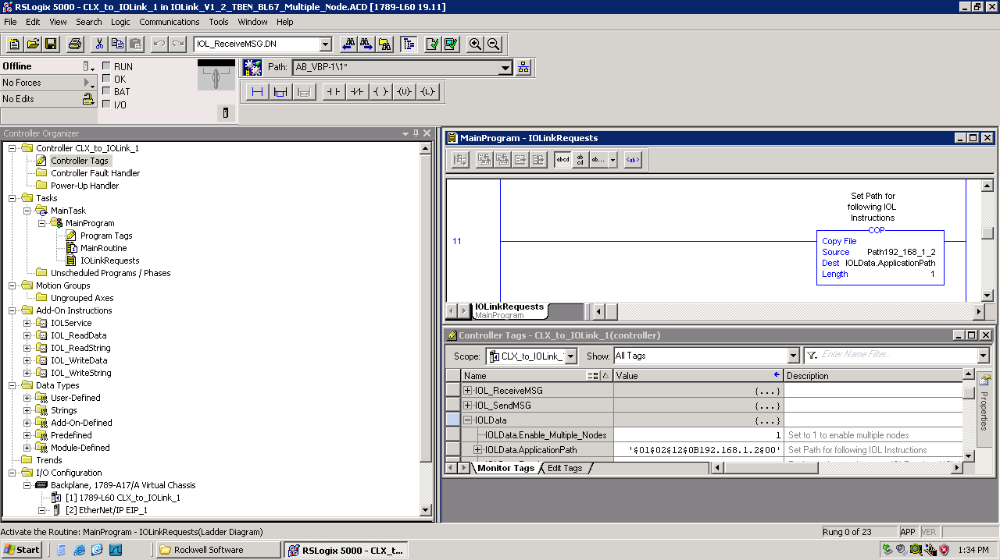 RSLogix 5000 - CLX_to_IOLink_1 in IOLink_V1_2_TBEN_BL67_Multiple_Node.ACD [1789-L60 19.11]
File Edit View Search Logic Communications Tools Window Help
IOL_ReceiveMSG.DN
Offline
RUN
Path: AB_VBP-1\1*
No Forces
OK
No Edits
BAT
I/O
Controller Organizer
Controller CLX_to_IOLink_1
Controller Tags
Controller Fault Handler
Power-Up Handler
Tasks
MainTask
MainProgram
Program Tags
MainRoutine
IOLinkRequests
Unscheduled Programs / Phases
Motion Groups
Ungrouped Axes
Add-On Instructions
IOLService
IOL_ReadData
IOL_ReadString
IOL_WriteData
IOL_WriteString
Data Types
User-Defined
Strings
Add-On-Defined
Predefined
Module-Defined
Trends
I/O Configuration
Backplane, 1789-A17/A Virtual Chassis
[1] 1789-L60 CLX_to_IOLink_1
[2] EtherNet/IP EIP_1
MainProgram - IOLinkRequests
abcd ab cd ab... <ab>
Set Path for
following IOL
Instructions
COP
11
Copy File
Source Path192_168_1_2
Dest IOLData.ApplicationPath
Length 1
IOLinkRequests
MainProgram
Controller Tags - CLX_to_IOLink_1(controller)
Scope: CLX_to_IOLink_ Show: All Tags Enter Name Filter...
Name Value Description
IOL_ReceiveMSG {...}
IOL_SendMSG {...}
IOLData {...}
IOLData.Enable_Multiple_Nodes 1 Set to 1 to enable multiple nodes
IOLData.ApplicationPath '$01$02$12$0B192.168.1.2$00' Set Path for following IOL Instructions
Properties
Monitor Tags Edit Tags
Activate the Routine: MainProgram - IOLinkRequests(Ladder Diagram)
Rung 0 of 23 APP VER
Start Rockwell Software RSLogix 5000 - CLX_t... 1:34 PM